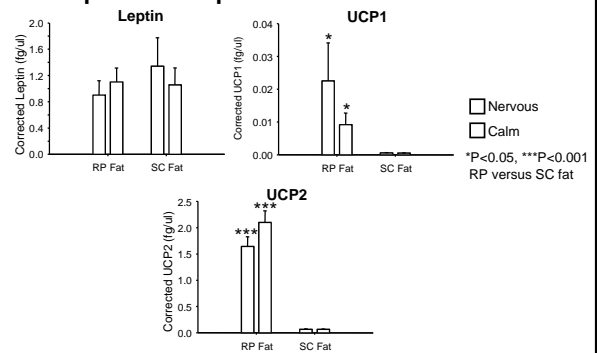 Leptin
Corrected Leptin (fg/ul)
2.0
1.6
1.2
0.8
0.4
0.0
RP Fat SC Fat
UCP1
Corrected UCP1 (fg/ul)
0.04
0.03
0.02
0.01
0.00
*
*
RP Fat SC Fat
Nervous
Calm
*P<0.05, ***P<0.001
RP versus SC fat
UCP2
Corrected UCP2 (fg/ul)
2.5
2.0
1.5
1.0
0.5
0.0
***
***
RP Fat SC Fat